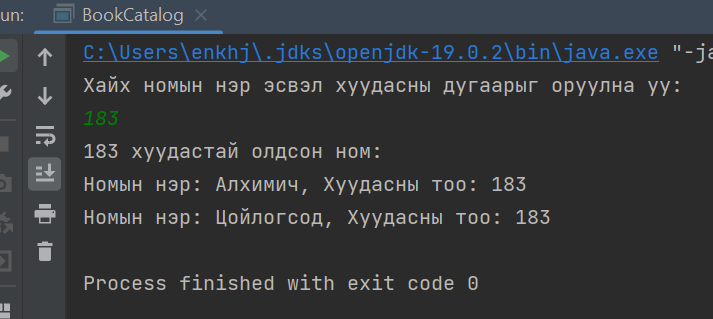 un: BookCatalog ×
C:\Users\enkhj\.jdks\openjdk-19.0.2\bin\java.exe "-ja
Хайх номын нэр эсвэл хуудасны дугаарыг оруулна уу:
183
183 хуудастай олдсон ном:
Номын нэр: Алхимич, Хуудасны тоо: 183
Номын нэр: Цойлогсод, Хуудасны тоо: 183
Process finished with exit code 0